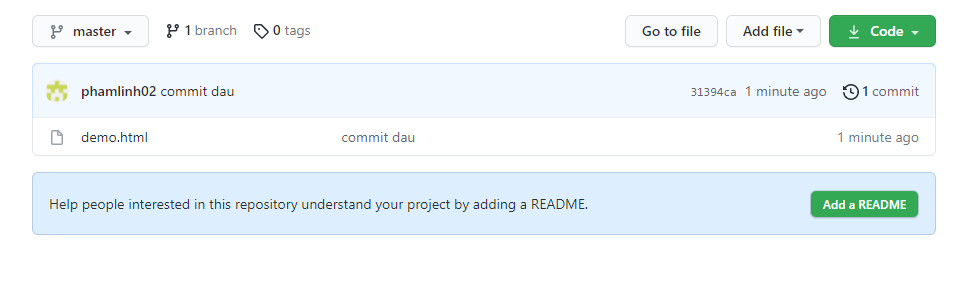 master 1 branch 0 tags Go to file Add file Code
phamlinh02 commit dau 31394ca 1 minute ago 1 commit
demo.html commit dau 1 minute ago
Help people interested in this repository understand your project by adding a README. Add a README